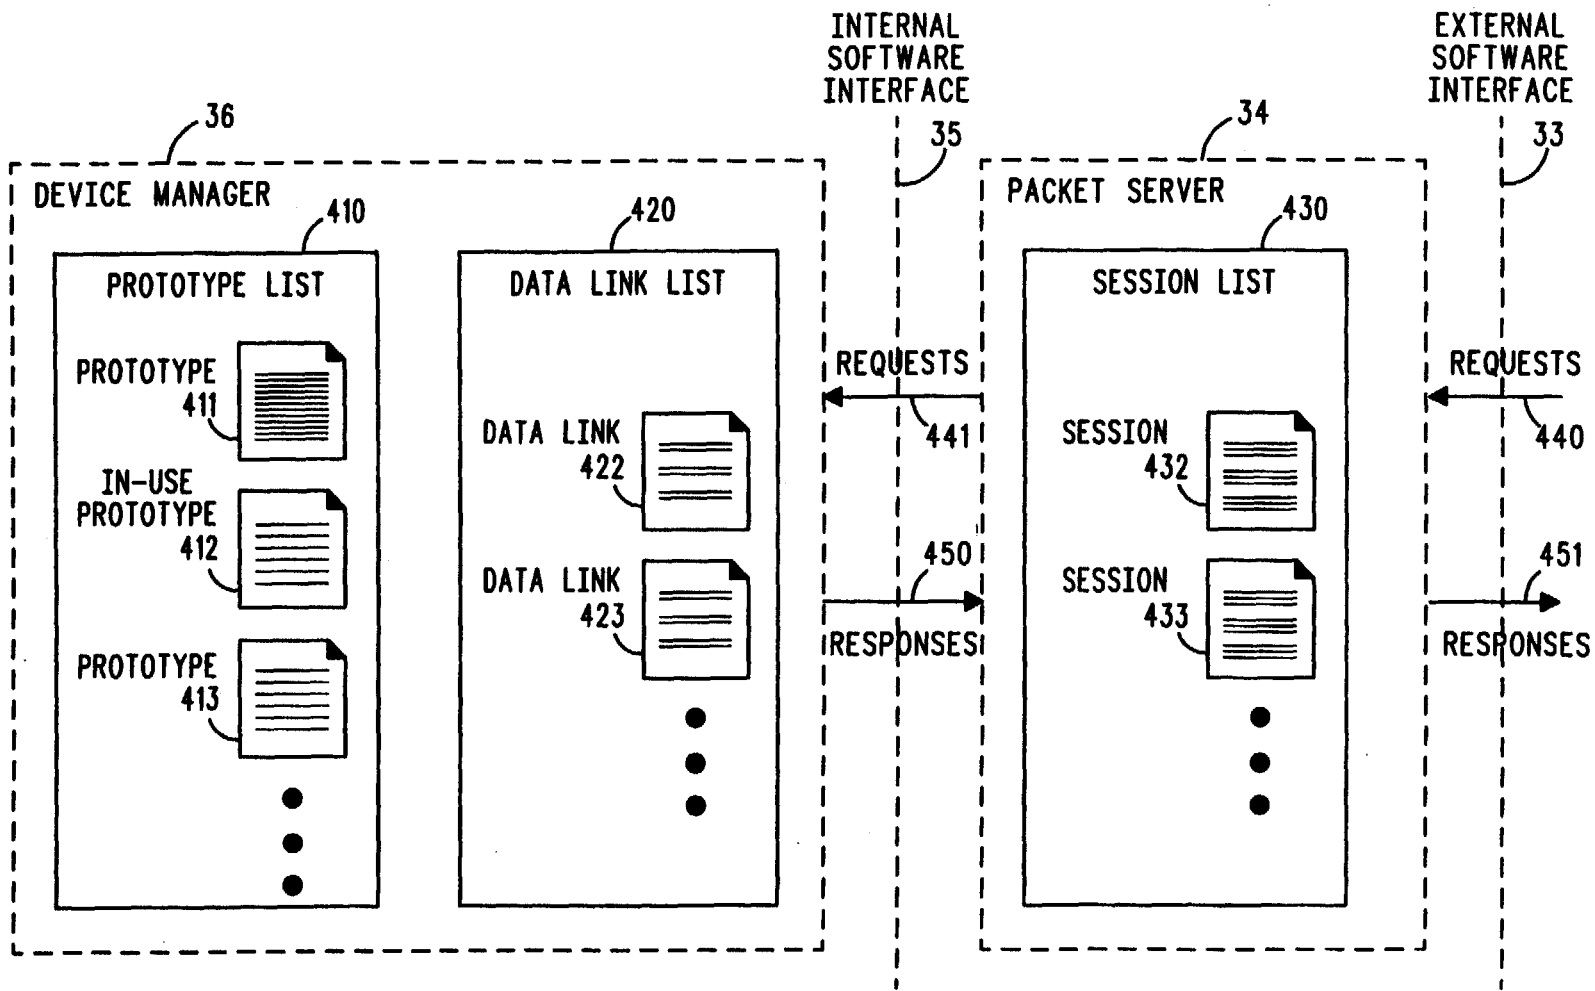 INTERNAL
SOFTWARE
INTERFACE
EXTERNAL
SOFTWARE
INTERFACE
36
35
34
33
DEVICE MANAGER
PACKET SERVER
410
420
430
PROTOTYPE LIST
DATA LINK LIST
SESSION LIST
PROTOTYPE
411
IN-USE
PROTOTYPE
412
PROTOTYPE
413
DATA LINK
422
DATA LINK
423
REQUESTS
441
450
RESPONSES
SESSION
432
SESSION
433
REQUESTS
440
451
RESPONSES